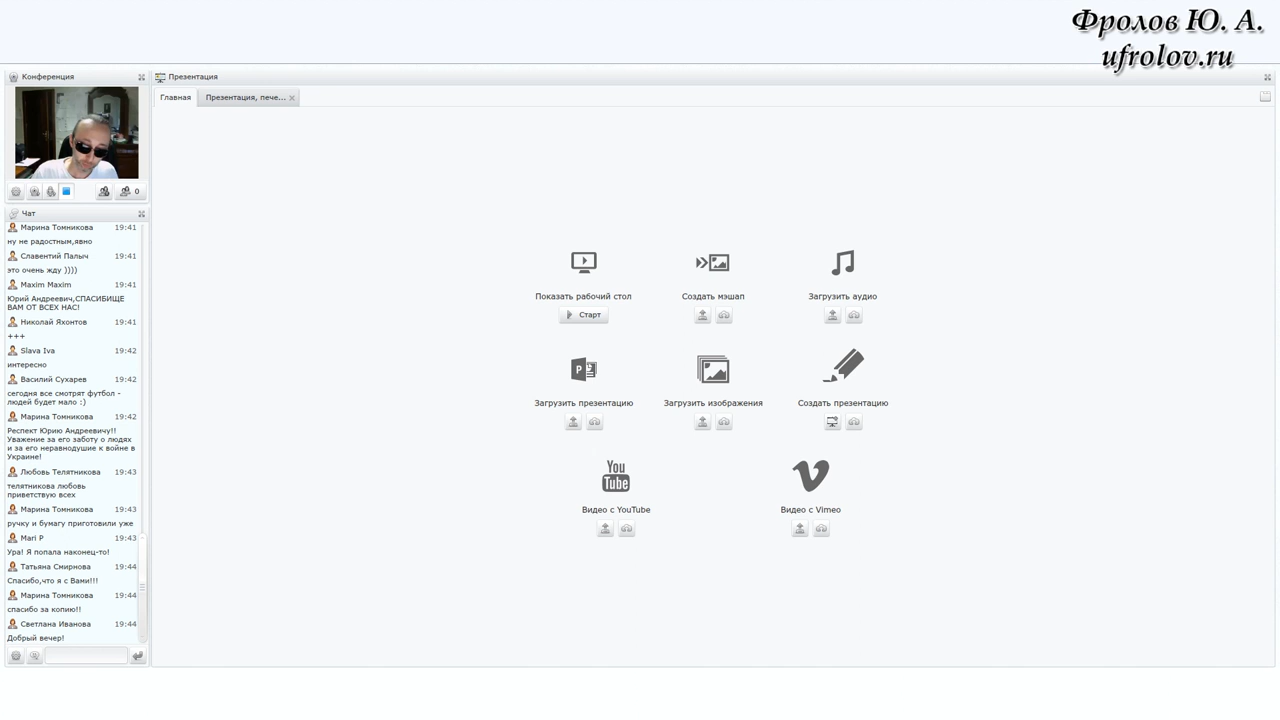 Фролов Ю. А.
ufrolov.ru
Конференция
Презентация
Главная
Презентация, пече...
0
Чат
Марина Томникова 19:41
ну не радостным,явно
Славентий Палыч 19:41
это очень жду ))))
Maxim Maxim 19:41
Юрий Андреевич,СПАСИБИЩЕ
ВАМ ОТ ВСЕХ НАС!
Николай Яхонтов 19:41
+++
Slava Iva 19:42
интересно
Василий Сухарев 19:42
сегодня все смотрят футбол -
людей будет мало :)
Марина Томникова 19:42
Респект Юрию Андреевичу!!
Уважение за его заботу о людях
и за его неравнодушие к войне в
Украине!
Любовь Телятникова 19:43
телятникова любовь
приветствую всех
Марина Томникова 19:43
ручку и бумагу приготовили уже
Mari P 19:43
Ура! Я попала наконец-то!
Татьяна Смирнова 19:44
Спасибо,что я с Вами!!!
Марина Томникова 19:44
спасибо за копию!!
Светлана Иванова 19:44
Добрый вечер!
Показать рабочий стол
Старт
Создать мэшап
Загрузить аудио
P
Загрузить презентацию
Загрузить изображения
Создать презентацию
You
Tube
Видео с YouTube
Видео с Vimeo